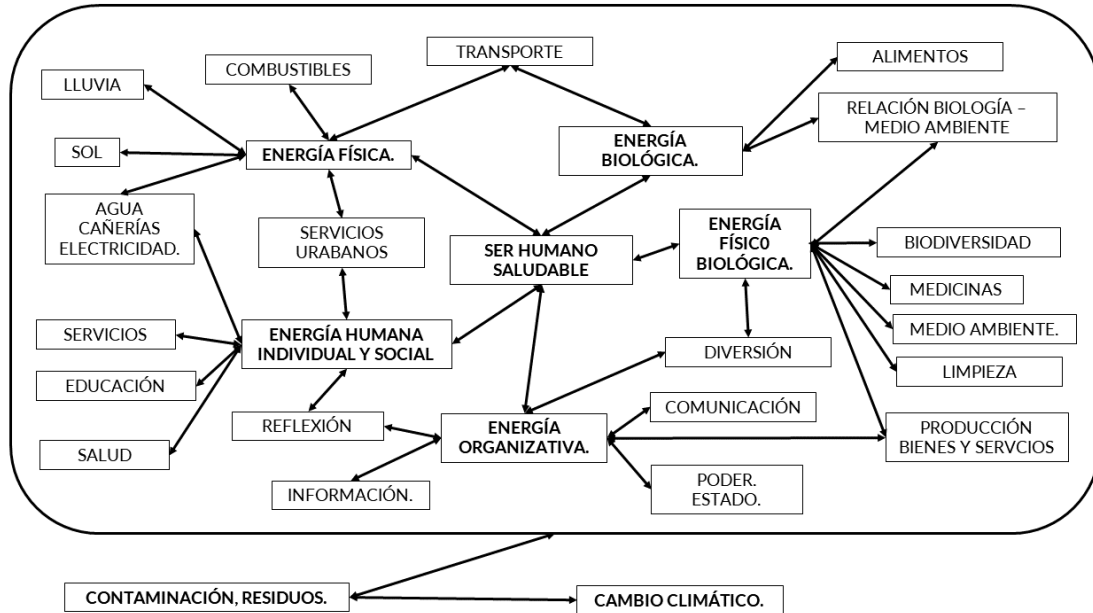 TRANSPORTE
COMBUSTIBLES
ALIMENTOS
LLUVIA
RELACIÓN BIOLOGÍA –
MEDIO AMBIENTE
SOL
ENERGÍA FÍSICA.
ENERGÍA
BIOLÓGICA.
AGUA
CAÑERÍAS
ELECTRICIDAD.
SERVICIOS
URABANOS
SER HUMANO
SALUDABLE
ENERGÍA
FÍSIC0
BIOLÓGICA.
BIODIVERSIDAD
MEDICINAS
SERVICIOS
ENERGÍA HUMANA
INDIVIDUAL Y SOCIAL
DIVERSIÓN
MEDIO AMBIENTE.
LIMPIEZA
EDUCACIÓN
COMUNICACIÓN
REFLEXIÓN
ENERGÍA
ORGANIZATIVA.
PRODUCCIÓN
BIENES Y SERVCIOS
SALUD
INFORMACIÓN.
PODER.
ESTADO.
CONTAMINACIÓN, RESIDUOS.
CAMBIO CLIMÁTICO.